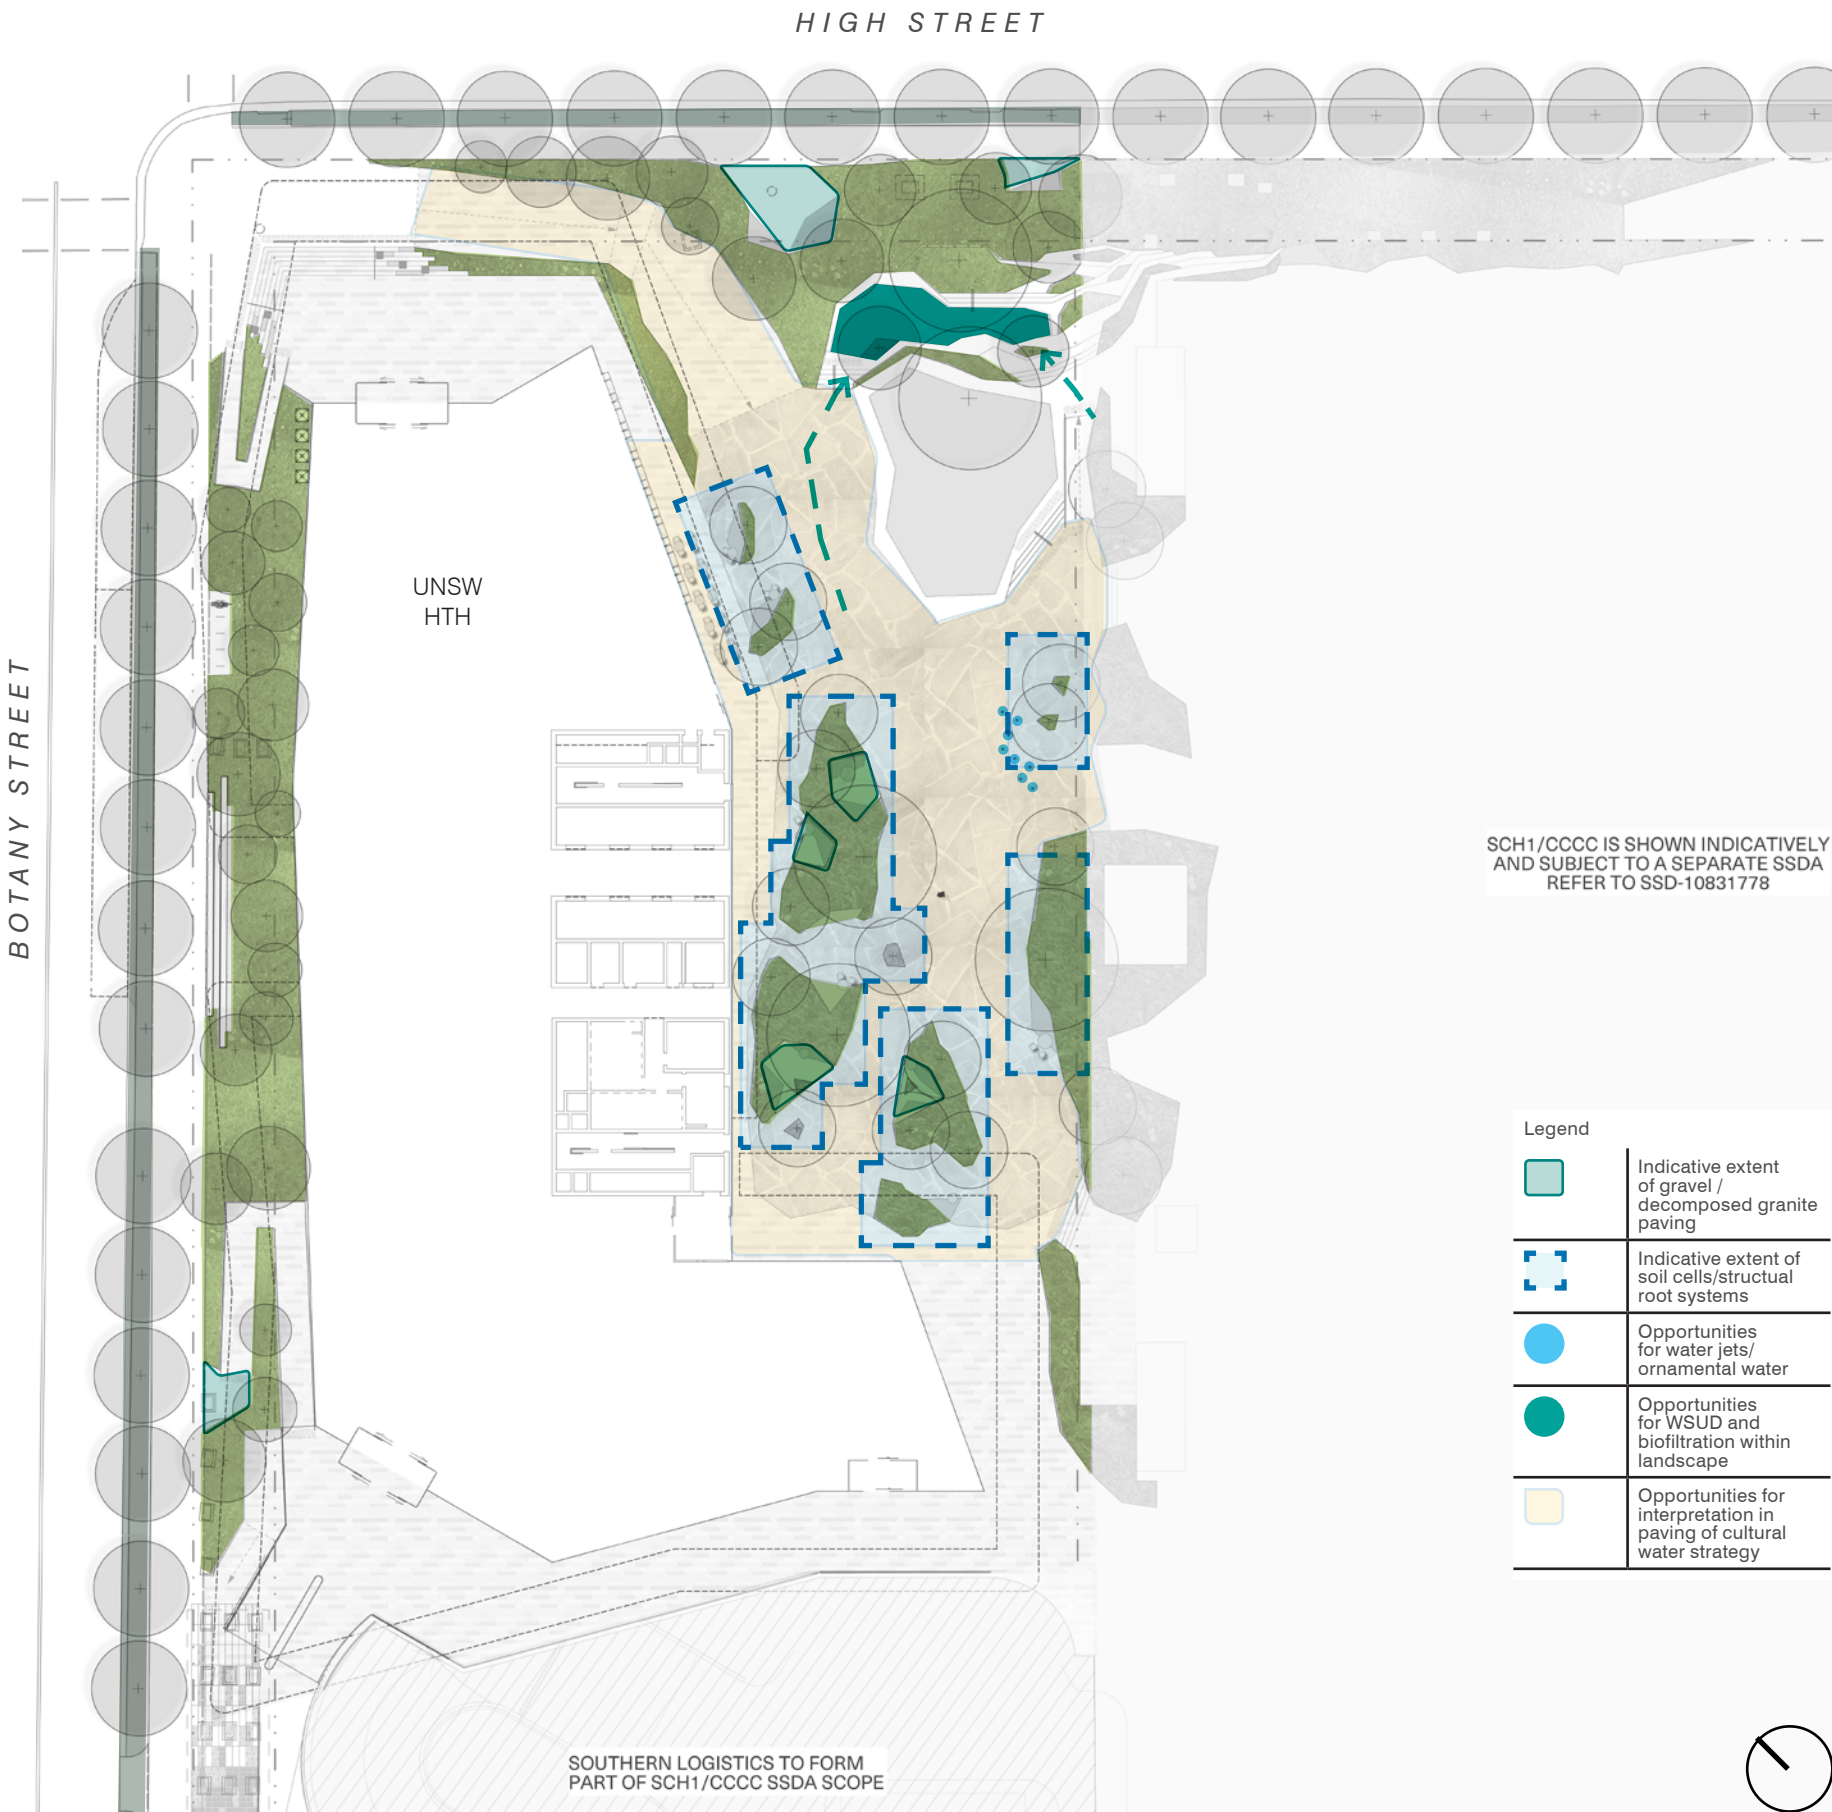 HIGH STREET
UNSW
HTH
BOTANY STREET
SCH1/CCCC IS SHOWN INDICATIVELY
AND SUBJECT TO A SEPARATE SSDA
REFER TO SSD-10831778
Legend
Indicative extent
of gravel /
decomposed granite
paving
Indicative extent of
soil cells/structual
root systems
Opportunities
for water jets/
ornamental water
Opportunities
for WSUD and
biofiltration within
landscape
Opportunities for
interpretation in
paving of cultural
water strategy
SOUTHERN LOGISTICS TO FORM
PART OF SCH1/CCCC SSDA SCOPE